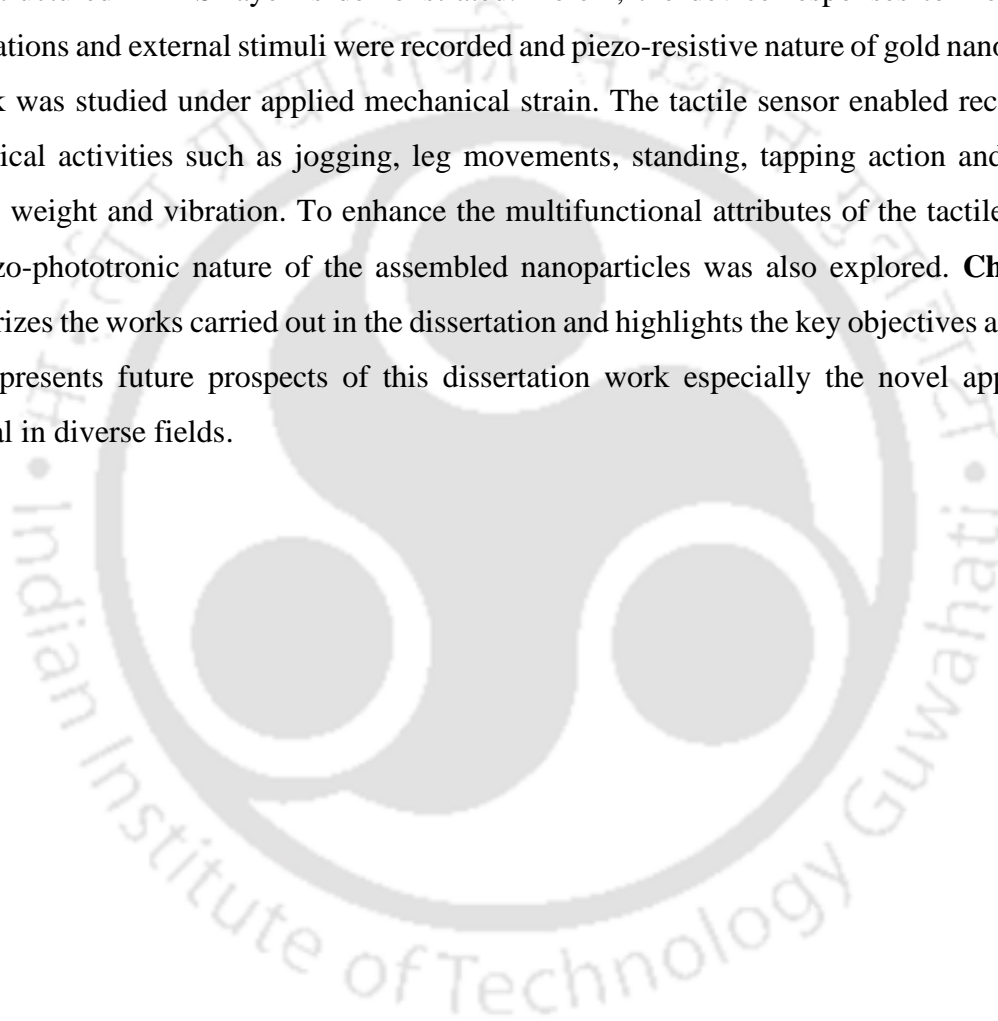 ations and external stimuli were recorded and piezo-resistive nature of gold nano
k was studied under applied mechanical strain. The tactile sensor enabled rec
ical activities such as jogging, leg movements, standing, tapping action and
weight and vibration. To enhance the multifunctional attributes of the tactile
zo-phototronic nature of the assembled nanoparticles was also explored. Ch
rizes the works carried out in the dissertation and highlights the key objectives a
presents future prospects of this dissertation work especially the novel app
al in diverse fields.
Indian Institute of Technology Guwahati